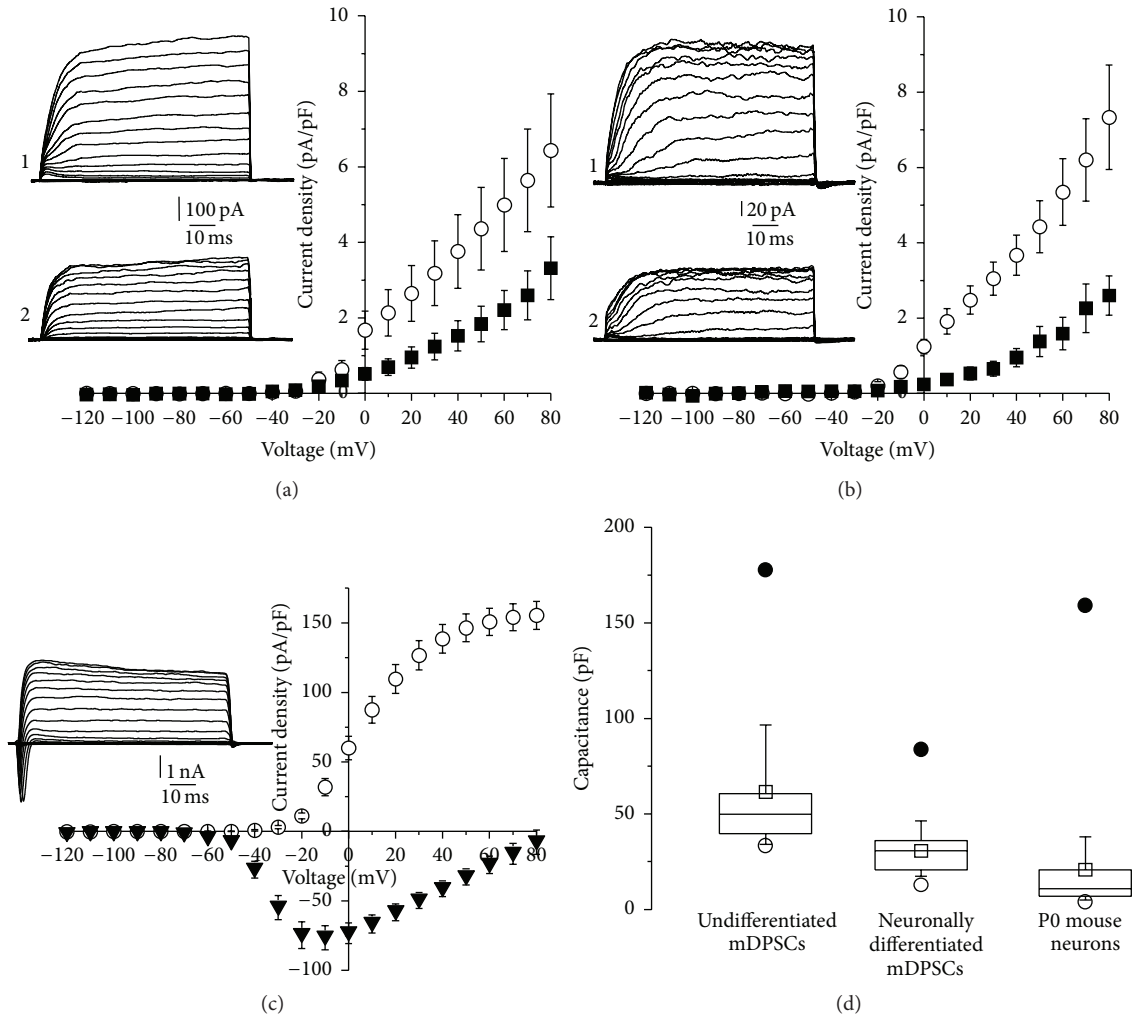 10
8
6
4
2
0
Current density (pA/pF)
1
100 pA
10 ms
2
−120 −100 −80 −60 −40 −20 0 20 40 60 80
Voltage (mV)
(a)
10
8
6
4
2
0
Current density (pA/pF)
1
20 pA
10 ms
2
−120 −100 −80 −60 −40 −20 0 20 40 60 80
Voltage (mV)
(b)
150
100
50
0
−50
−100
Current density (pA/pF)
1 nA
10 ms
−120 −100 −80 −60 −40 −20 0 20 40 60 80
Voltage (mV)
(c)
200
150
100
50
0
Capacitance (pF)
Undifferentiated
mDPSCs
Neuronally
differentiated
mDPSCs
P0 mouse
neurons
(d)